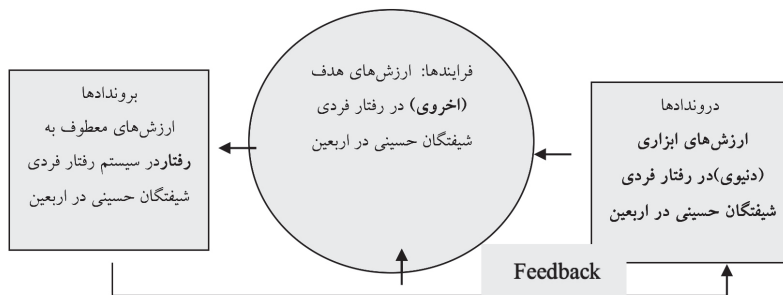 دروندادها
ارزش‌های ابزاری
(دنیوی)در رفتار فردی
شیفتگان حسینی در اربعین
فرایندها: ارزش‌های هدف
(اخروی) در رفتار فردی
شیفتگان حسینی در اربعین
بروندادها
ارزش‌های معطوف به
رفتاردر سیستم رفتار فردی
شیفتگان حسینی در اربعین
Feedback